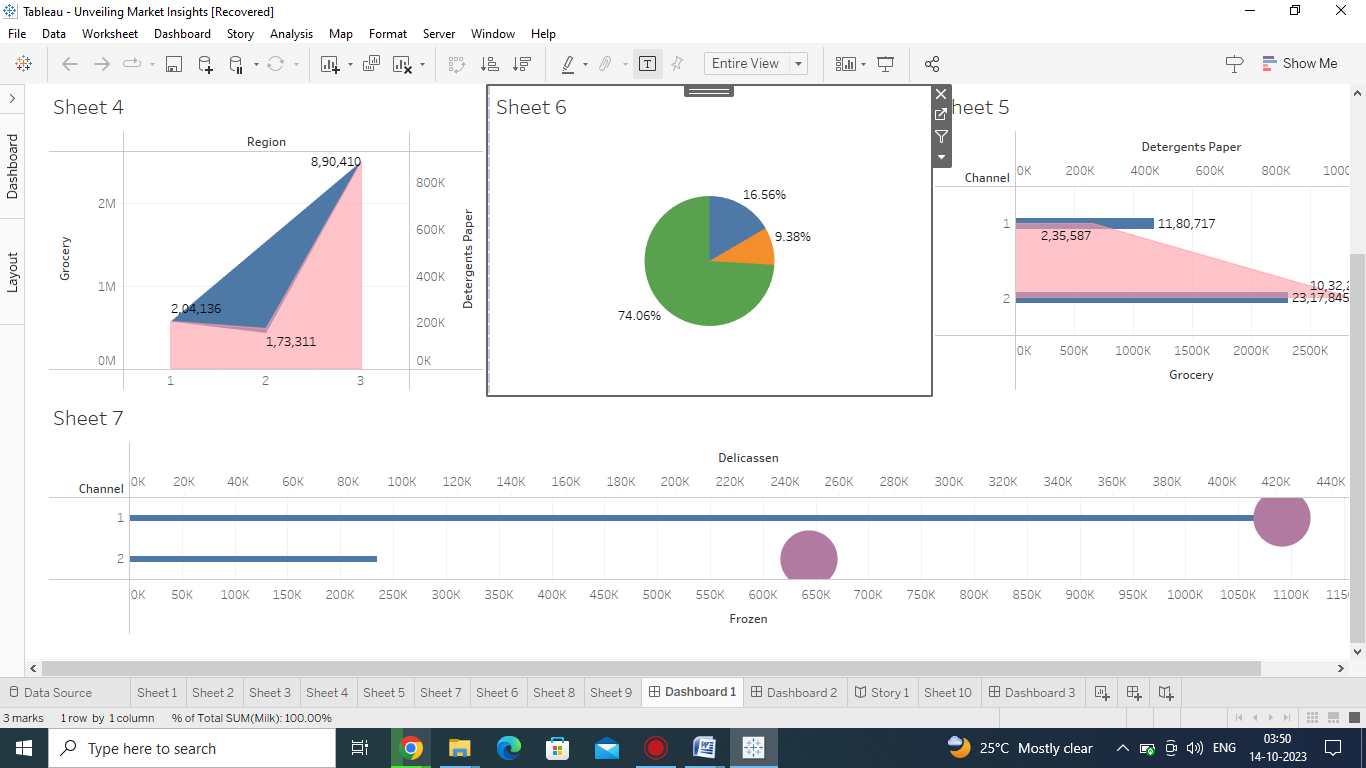 Tableau - Unveiling Market Insights [Recovered]
File Data Worksheet Dashboard Story Analysis Map Format Server Window Help
Entire View
Show Me
Dashboard
Layout
Sheet 4
Region
8,90,410
2,04,136
1,73,311
2M
1M
0M
Grocery
800K
600K
400K
200K
0K
Detergents Paper
1 2 3
Sheet 6
16.56%
9.38%
74.06%
heet 5
Detergents Paper
Channel
0K 200K 400K 600K 800K 1000
1
11,80,717
2,35,587
10,32,2
2
23,17,845
0K 500K 1000K 1500K 2000K 2500K
Grocery
Sheet 7
Delicassen
Channel
0K 20K 40K 60K 80K 100K 120K 140K 160K 180K 200K 220K 240K 260K 280K 300K 320K 340K 360K 380K 400K 420K 440K
1
2
0K 50K 100K 150K 200K 250K 300K 350K 400K 450K 500K 550K 600K 650K 700K 750K 800K 850K 900K 950K 1000K 1050K 1100K 115
Frozen
Data Source Sheet 1 Sheet 2 Sheet 3 Sheet 4 Sheet 5 Sheet 7 Sheet 6 Sheet 8 Sheet 9 Dashboard 1 Dashboard 2 Story 1 Sheet 10 Dashboard 3
3 marks 1 row by 1 column % of Total SUM(Milk): 100.00%
Type here to search
25°C Mostly clear
ENG
03:50
14-10-2023